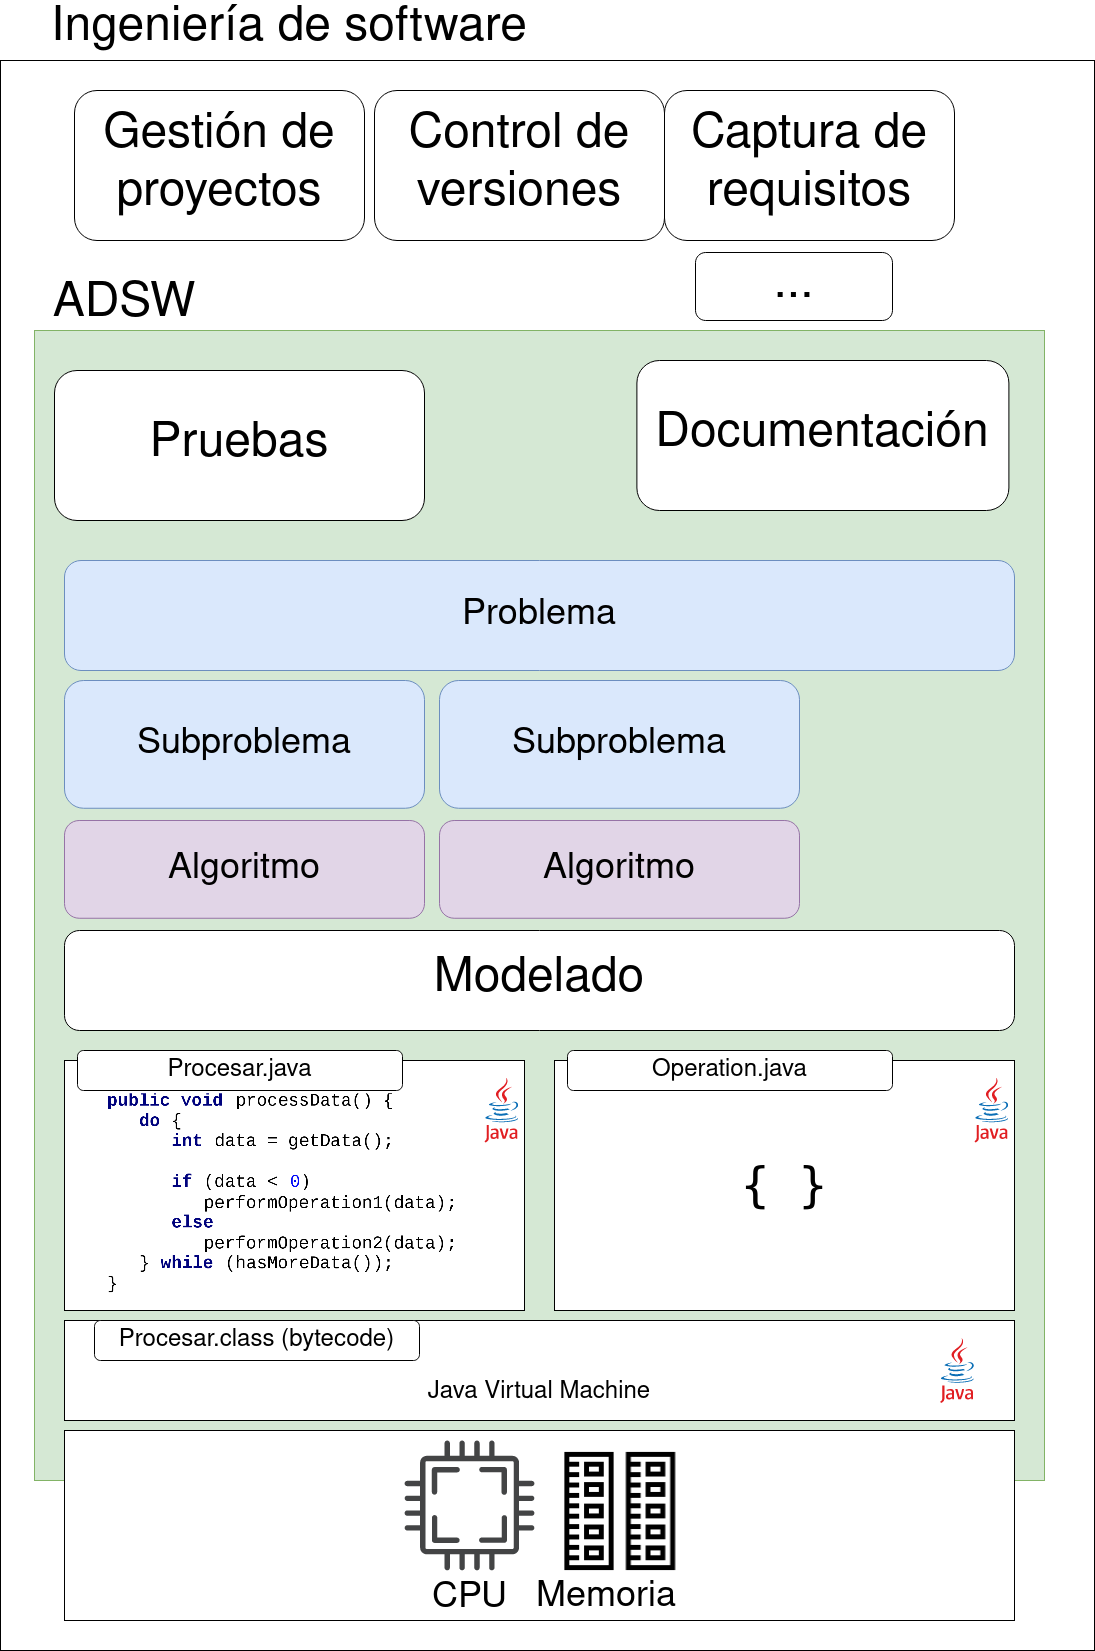 Ingeniería de software
Gestión de
proyectos
Control de
versiones
Captura de
requisitos
...
ADSW
Pruebas
Documentación
Problema
Subproblema
Subproblema
Algoritmo
Algoritmo
Modelado
Procesar.java
public void processData() {
do {
int data = getData();
if (data < 0)
performOperation1(data);
else
performOperation2(data);
} while (hasMoreData());
}
Java
Operation.java
{ }
Java
Procesar.class (bytecode)
Java Virtual Machine
Java
CPU
Memoria